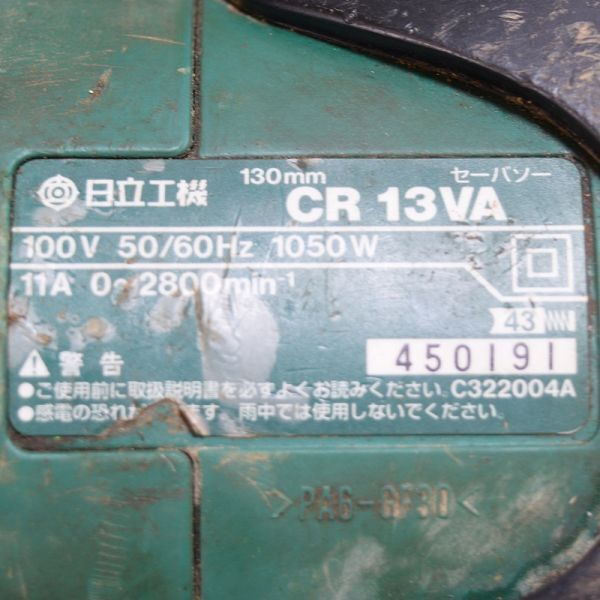 日立工機 130mm セーバソー
CR 13VA
100V 50/60Hz 1050W
11A 0~2800min⁻¹
43
警告 450191
●ご使用前に取扱説明書を必ずよくお読みください。C322004A
●感電の恐れがあります。雨中では使用しないでください。
>PA6-GF30<